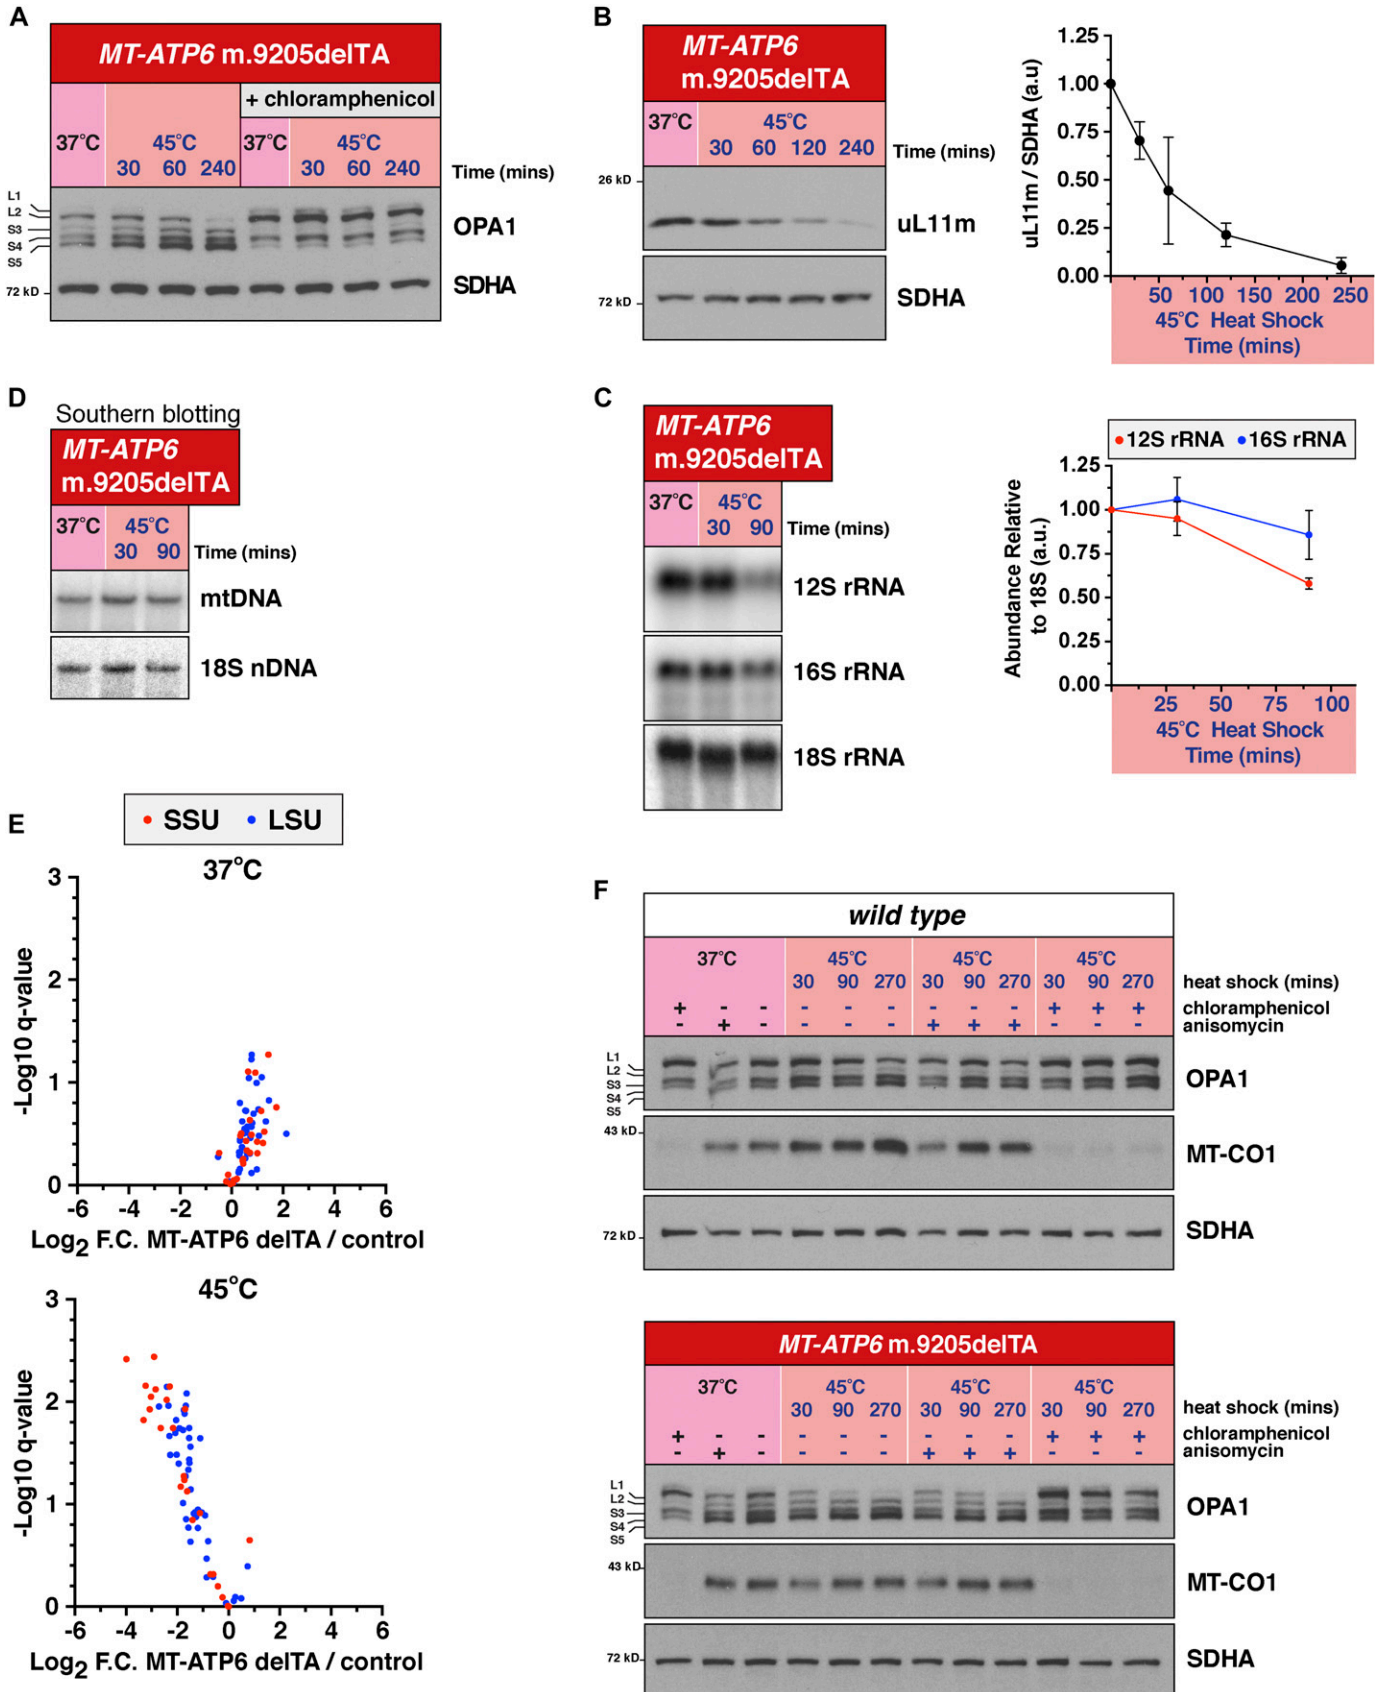 A
MT-ATP6 m.9205delTA
+ chloramphenicol
37°C 45°C 37°C 45°C
30 60 240 30 60 240 Time (mins)
L1
L2
S3
S4
S5
OPA1
72 kD
SDHA
B
MT-ATP6
m.9205delTA
37°C 45°C
30 60 120 240 Time (mins)
26 kD
uL11m
72 kD
SDHA
uL11m / SDHA (a.u)
1.25
1.00
0.75
0.50
0.25
0.00
50 100 150 200 250
45°C Heat Shock
Time (mins)
D
Southern blotting
MT-ATP6
m.9205delTA
37°C 45°C
30 90 Time (mins)
mtDNA
18S nDNA
C
MT-ATP6
m.9205delTA
37°C 45°C
30 90 Time (mins)
12S rRNA
16S rRNA
18S rRNA
12S rRNA 16S rRNA
Abundance Relative
to 18S (a.u.)
1.25
1.00
0.75
0.50
0.25
0.00
25 50 75 100
45°C Heat Shock
Time (mins)
E
SSU LSU
37°C
-Log10 q-value
3
2
1
0
-6 -4 -2 0 2 4 6
Log2 F.C. MT-ATP6 delTA / control
45°C
-Log10 q-value
3
2
1
0
-6 -4 -2 0 2 4 6
Log2 F.C. MT-ATP6 delTA / control
F
wild type
37°C 45°C 45°C 45°C
30 90 270 30 90 270 30 90 270 heat shock (mins)
+ - - - - - - - - + + + chloramphenicol
- + - - - - + + + - - - anisomycin
L1
L2
S3
S4
S5
OPA1
43 kD
MT-CO1
72 kD
SDHA
MT-ATP6 m.9205delTA
37°C 45°C 45°C 45°C
30 90 270 30 90 270 30 90 270 heat shock (mins)
+ - - - - - - - - + + + chloramphenicol
- + - - - - + + + - - - anisomycin
L1
L2
S3
S4
S5
OPA1
43 kD
MT-CO1
72 kD
SDHA